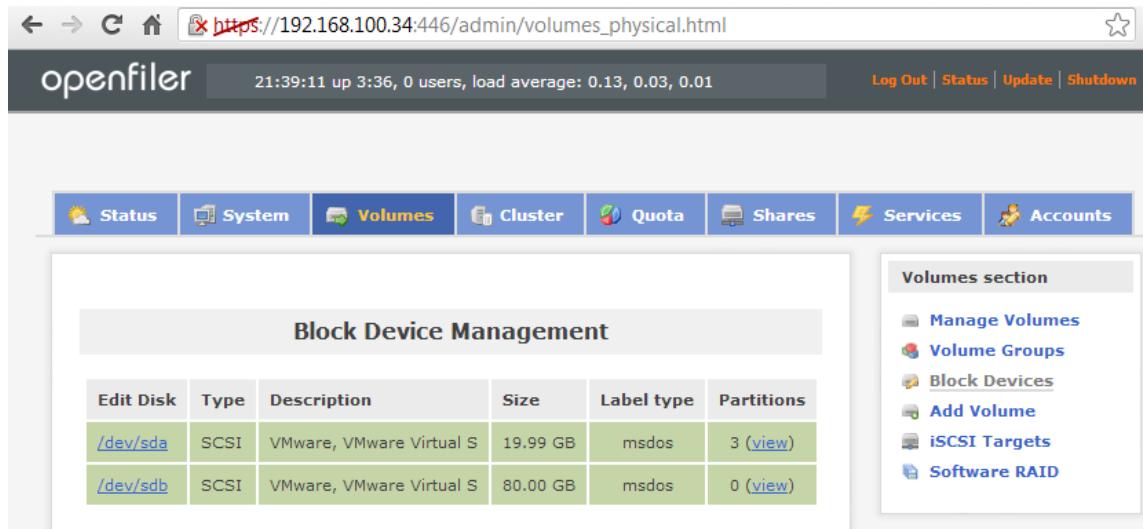 https://192.168.100.34:446/admin/volumes_physical.html
openfiler 21:39:11 up 3:36, 0 users, load average: 0.13, 0.03, 0.01 Log Out | Status | Update | Shutdown
Status System Volumes Cluster Quota Shares Services Accounts
Block Device Management
Edit Disk Type Description Size Label type Partitions
/dev/sda SCSI VMware, VMware Virtual S 19.99 GB msdos 3 (view)
/dev/sdb SCSI VMware, VMware Virtual S 80.00 GB msdos 0 (view)
Volumes section
Manage Volumes
Volume Groups
Block Devices
Add Volume
iSCSI Targets
Software RAID